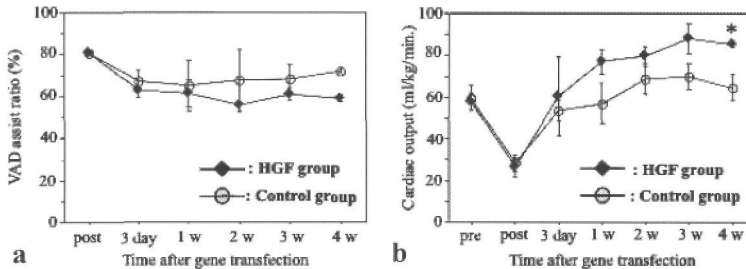 VAD assist ratio (%)
100
80
60
40
20
0
: HGF group
: Control group
post 3 day 1 w 2 w 3 w 4 w
Time after gene transfection
a
Cardiac output (ml/kg/min.)
100
80
60
40
20
0
*
: HGF group
: Control group
pre post 3 day 1 w 2 w 3 w 4 w
Time after gene transfection
b